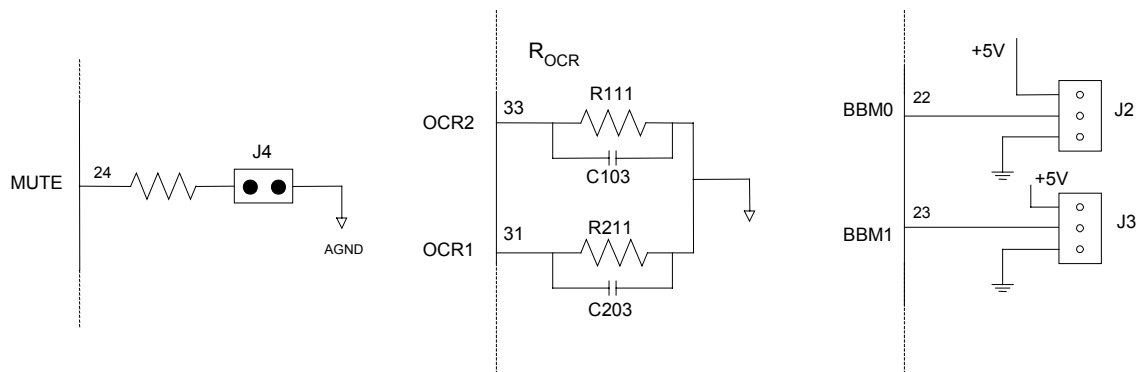 MUTE
24
J4
AGND
R_OCR
OCR2
33
R111
C103
OCR1
31
R211
C203
+5V
BBM0
22
J2
+5V
BBM1
23
J3